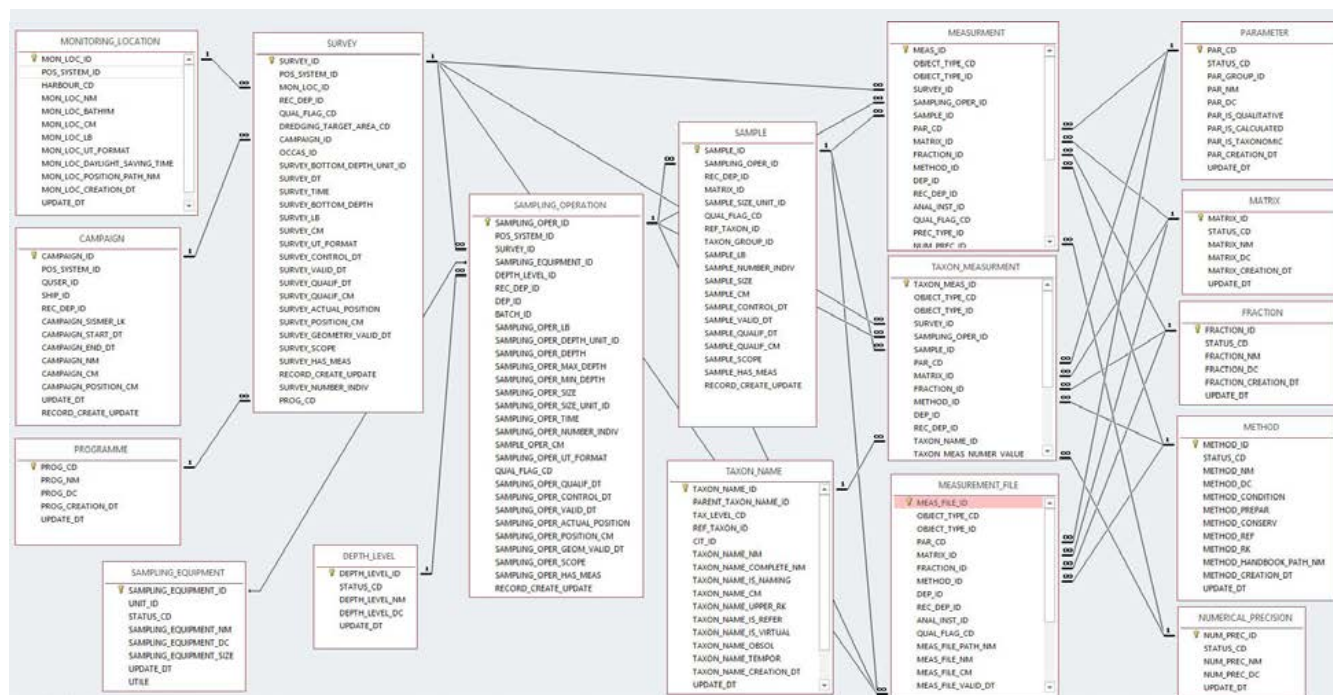 MONITORING_LOCATION
MON_LOC_ID
POS_SYSTEM_ID
HARBOUR_CD
MON_LOC_NM
MON_LOC_BATHYM
MON_LOC_CM
MON_LOC_LB
MON_LOC_UT_FORMAT
MON_LOC_DAYLIGHT_SAVING_TIME
MON_LOC_POSITION_PATH_NM
MON_LOC_CREATION_DT
UPDATE_DT
CAMPAIGN
CAMPAIGN_ID
POS_SYSTEM_ID
QUSER_ID
SHIP_ID
REC_DEP_ID
CAMPAIGN_SISMER_LK
CAMPAIGN_START_DT
CAMPAIGN_END_DT
CAMPAIGN_NM
CAMPAIGN_CM
CAMPAIGN_POSITION_CM
UPDATE_DT
RECORD_CREATE_UPDATE
PROGRAMME
PROG_CD
PROG_NM
PROG_DC
PROG_CREATION_DT
UPDATE_DT
SAMPLING_EQUIPMENT
SAMPLING_EQUIPMENT_ID
UNIT_ID
STATUS_CD
SAMPLING_EQUIPMENT_NM
SAMPLING_EQUIPMENT_DC
SAMPLING_EQUIPMENT_SIZE
UPDATE_DT
UTILE
SURVEY
SURVEY_ID
POS_SYSTEM_ID
MON_LOC_ID
REC_DEP_ID
QUAL_FLAG_CD
DREDGING_TARGET_AREA_CD
CAMPAIGN_ID
OCCAS_ID
SURVEY_BOTTOM_DEPTH_UNIT_ID
SURVEY_DT
SURVEY_TIME
SURVEY_BOTTOM_DEPTH
SURVEY_LB
SURVEY_CM
SURVEY_UT_FORMAT
SURVEY_CONTROL_DT
SURVEY_VALID_DT
SURVEY_QUALIF_DT
SURVEY_QUALIF_CM
SURVEY_ACTUAL_POSITION
SURVEY_POSITION_CM
SURVEY_GEOMETRY_VALID_DT
SURVEY_SCOPE
SURVEY_HAS_MEAS
RECORD_CREATE_UPDATE
SURVEY_NUMBER_INDIV
PROG_CD
DEPTH_LEVEL
DEPTH_LEVEL_ID
STATUS_CD
DEPTH_LEVEL_NM
DEPTH_LEVEL_DC
UPDATE_DT
SAMPLING_OPERATION
SAMPLING_OPER_ID
POS_SYSTEM_ID
SURVEY_ID
SAMPLING_EQUIPMENT_ID
DEPTH_LEVEL_ID
REC_DEP_ID
DEP_ID
BATCH_ID
SAMPLING_OPER_LB
SAMPLING_OPER_DEPTH_UNIT_ID
SAMPLING_OPER_DEPTH
SAMPLING_OPER_MAX_DEPTH
SAMPLING_OPER_MIN_DEPTH
SAMPLING_OPER_SIZE
SAMPLING_OPER_SIZE_UNIT_ID
SAMPLING_OPER_TIME
SAMPLING_OPER_NUMBER_INDIV
SAMPLE_OPER_CM
SAMPLING_OPER_UT_FORMAT
QUAL_FLAG_CD
SAMPLING_OPER_QUALIF_DT
SAMPLING_OPER_CONTROL_DT
SAMPLING_OPER_VALID_DT
SAMPLING_OPER_ACTUAL_POSITION
SAMPLING_OPER_POSITION_CM
SAMPLING_OPER_GEOM_VALID_DT
SAMPLING_OPER_SCOPE
SAMPLING_OPER_HAS_MEAS
RECORD_CREATE_UPDATE
SAMPLE
SAMPLE_ID
SAMPLING_OPER_ID
REC_DEP_ID
MATRIX_ID
SAMPLE_SIZE_UNIT_ID
QUAL_FLAG_CD
REF_TAXON_ID
TAXON_GROUP_ID
SAMPLE_LB
SAMPLE_NUMBER_INDIV
SAMPLE_SIZE
SAMPLE_CM
SAMPLE_CONTROL_DT
SAMPLE_VALID_DT
SAMPLE_QUALIF_DT
SAMPLE_QUALIF_CM
SAMPLE_SCOPE
SAMPLE_HAS_MEAS
RECORD_CREATE_UPDATE
TAXON_NAME
TAXON_NAME_ID
PARENT_TAXON_NAME_ID
TAX_LEVEL_CD
REF_TAXON_ID
CIT_ID
TAXON_NAME_NM
TAXON_NAME_COMPLETE_NM
TAXON_NAME_IS_NAMING
TAXON_NAME_CM
TAXON_NAME_UPPER_RK
TAXON_NAME_IS_REFER
TAXON_NAME_IS_VIRTUAL
TAXON_NAME_OBSOL
TAXON_NAME_TEMPOR
TAXON_NAME_CREATION_DT
UPDATE_DT
MEASURMENT
MEAS_ID
OBJECT_TYPE_CD
OBJECT_TYPE_ID
SURVEY_ID
SAMPLING_OPER_ID
SAMPLE_ID
PAR_CD
MATRIX_ID
FRACTION_ID
METHOD_ID
DEP_ID
REC_DEP_ID
ANAL_INST_ID
QUAL_FLAG_CD
PREC_TYPE_ID
NUM_PREC_ID
TAXON_MEASURMENT
TAXON_MEAS_ID
OBJECT_TYPE_CD
OBJECT_TYPE_ID
SURVEY_ID
SAMPLING_OPER_ID
SAMPLE_ID
PAR_CD
MATRIX_ID
FRACTION_ID
METHOD_ID
DEP_ID
REC_DEP_ID
TAXON_NAME_ID
TAXON_MEAS_NUMER_VALUE
MEASUREMENT_FILE
MEAS_FILE_ID
OBJECT_TYPE_CD
OBJECT_TYPE_ID
PAR_CD
MATRIX_ID
FRACTION_ID
METHOD_ID
DEP_ID
REC_DEP_ID
ANAL_INST_ID
QUAL_FLAG_CD
MEAS_FILE_PATH_NM
MEAS_FILE_NM
MEAS_FILE_CM
MEAS_FILE_VALID_DT
PARAMETER
PAR_CD
STATUS_CD
PAR_GROUP_ID
PAR_NM
PAR_DC
PAR_IS_QUALITATIVE
PAR_IS_CALCULATED
PAR_IS_TAXONOMIC
PAR_CREATION_DT
UPDATE_DT
MATRIX
MATRIX_ID
STATUS_CD
MATRIX_NM
MATRIX_DC
MATRIX_CREATION_DT
UPDATE_DT
FRACTION
FRACTION_ID
STATUS_CD
FRACTION_NM
FRACTION_DC
FRACTION_CREATION_DT
UPDATE_DT
METHOD
METHOD_ID
STATUS_CD
METHOD_NM
METHOD_DC
METHOD_CONDITION
METHOD_PREPAR
METHOD_CONSERV
METHOD_REF
METHOD_RK
METHOD_HANDBOOK_PATH_NM
METHOD_CREATION_DT
UPDATE_DT
NUMERICAL_PRECISION
NUM_PREC_ID
STATUS_CD
NUM_PREC_NM
NUM_PREC_DC
UPDATE_DT